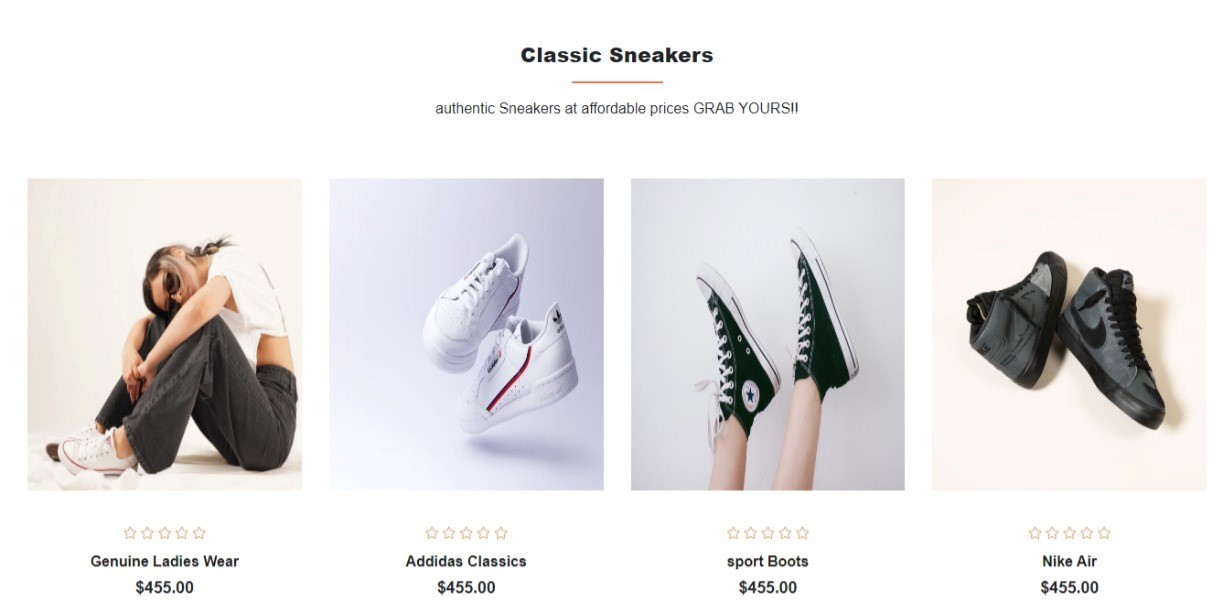 Classic Sneakers
authentic Sneakers at affordable prices GRAB YOURS!!
Genuine Ladies Wear
$455.00
Addidas Classics
$455.00
sport Boots
$455.00
Nike Air
$455.00